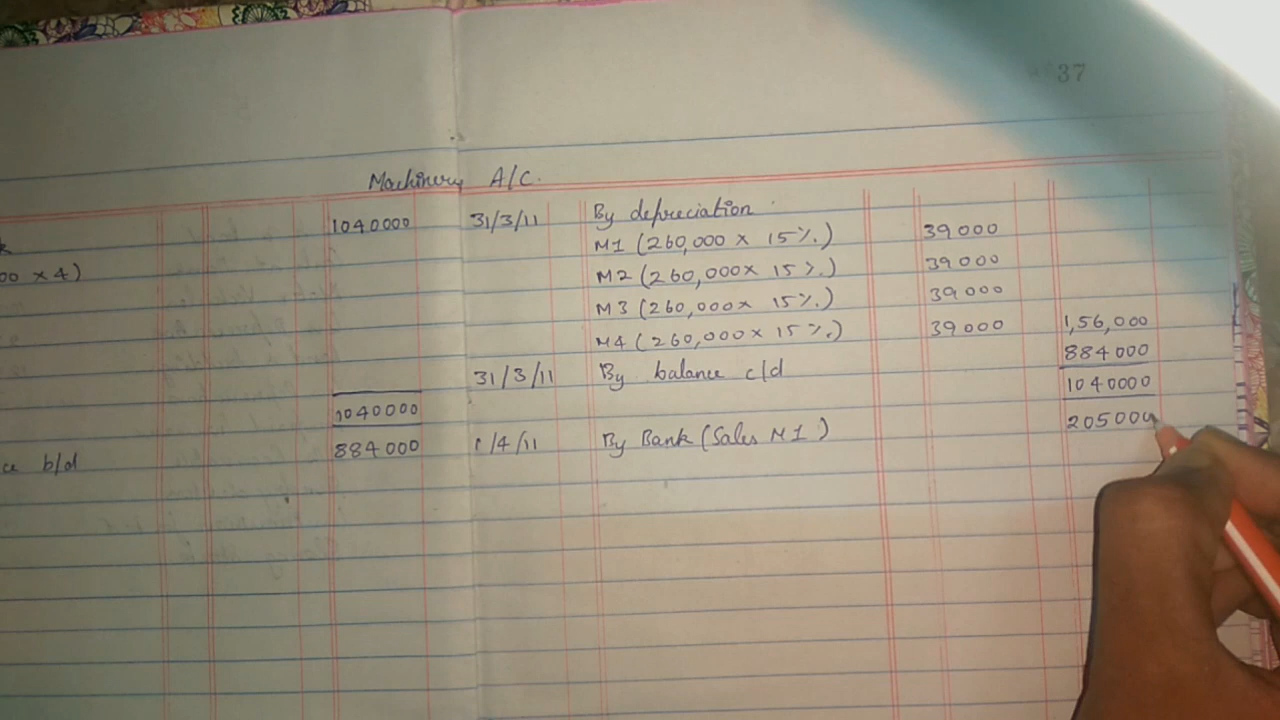 37
Machinery A/C.
1040000 31/3/11 By depreciation
M1 (260,000 x 15%.) 39000
00 x 4) M2 (260,000x 15%.) 39000
M3 (260,000x 15%.) 39000
M4 (260,000 x 15%.) 39000 1,56,000
31/3/11 By balance c/d 884000
1040000 1040000
b/d 884000 1/4/11 By Bank (Sales M1) 205000